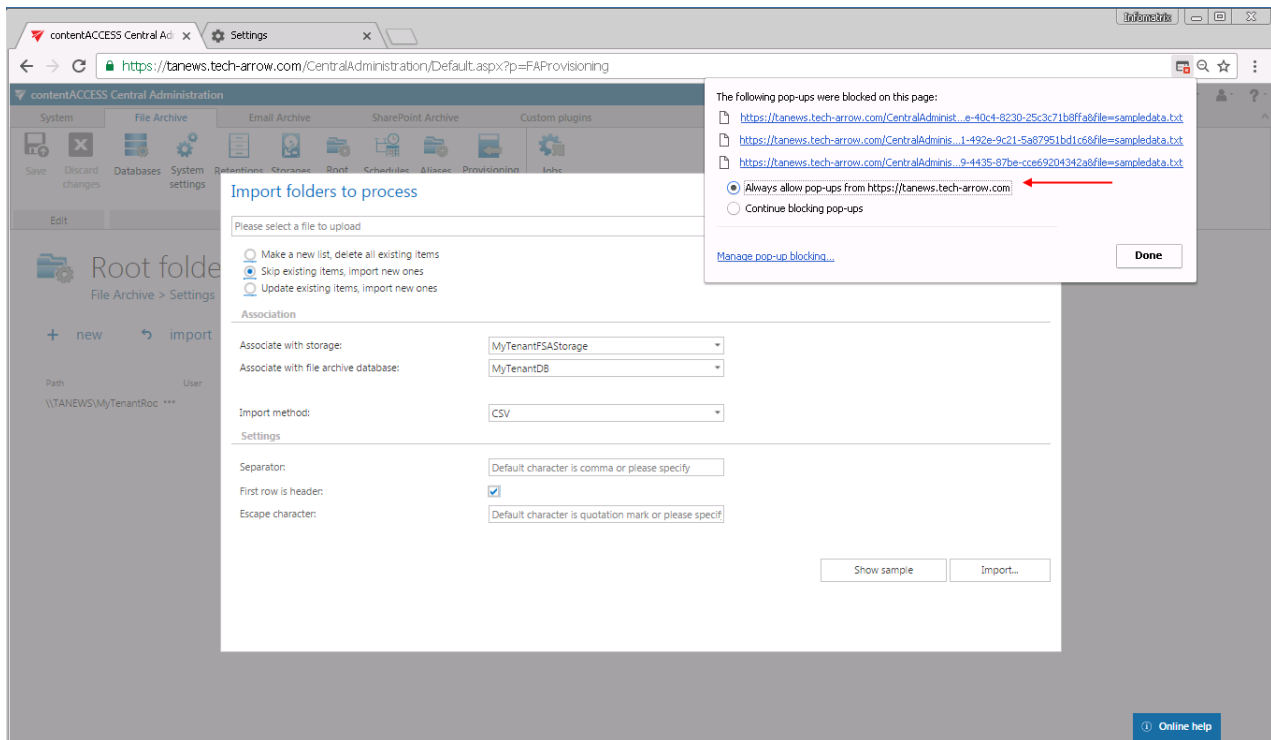 Infometrix
contentACCESS Central Ad
Settings
https://tanews.tech-arrow.com/CentralAdministration/Default.aspx?p=FAProvisioning
contentACCESS Central Administration
System File Archive Email Archive SharePoint Archive Custom plugins
Save Discard changes Databases System settings Retentions Storages Root Schedules Aliases Provisioning Jobs
Edit
The following pop-ups were blocked on this page:
https://tanews.tech-arrow.com/CentralAdminist...e-40c4-8230-25c3c71b8ffa&file=sampledata.txt
https://tanews.tech-arrow.com/CentralAdminis...1-492e-9c21-5a87951bd1c6&file=sampledata.txt
https://tanews.tech-arrow.com/CentralAdminis...9-4435-87be-cce69204342a&file=sampledata.txt
Always allow pop-ups from https://tanews.tech-arrow.com
Continue blocking pop-ups
Manage pop-up blocking...
Done
Root folde
File Archive > Settings
+ new
import
Path User
\\TANEWS\MyTenantRoc ***
Import folders to process
Please select a file to upload
Make a new list, delete all existing items
Skip existing items, import new ones
Update existing items, import new ones
Association
Associate with storage: MyTenantFSAStorage
Associate with file archive database: MyTenantDB
Import method: CSV
Settings
Separator: Default character is comma or please specify
First row is header:
Escape character: Default character is quotation mark or please specif
Show sample
Import...
Online help